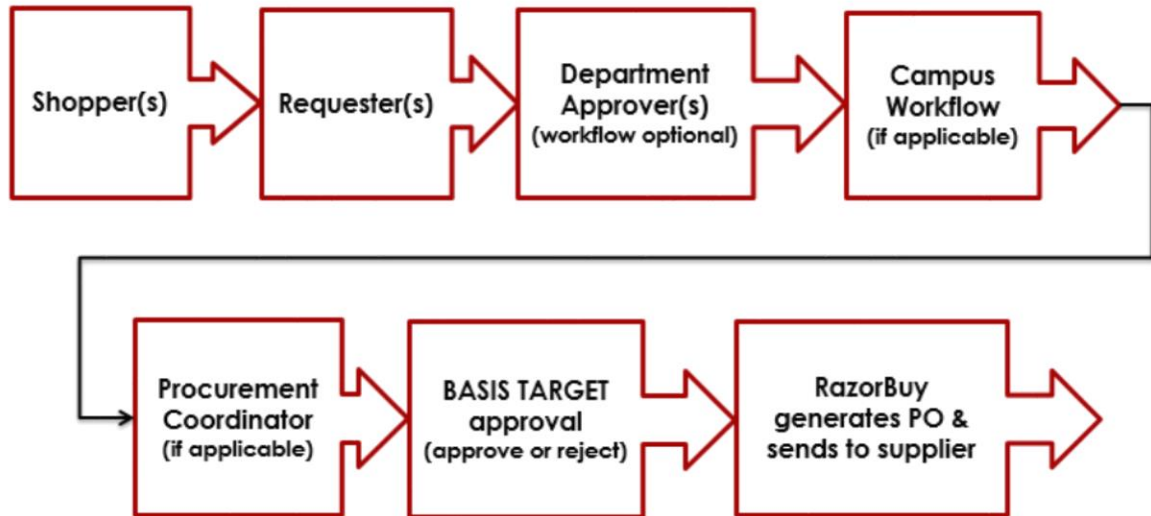 Shopper(s)
Requester(s)
Department
Approver(s)
(workflow optional)
Campus
Workflow
(if applicable)
Procurement
Coordinator
(if applicable)
BASIS TARGET
approval
(approve or reject)
RazorBuy
generates PO &
sends to supplier